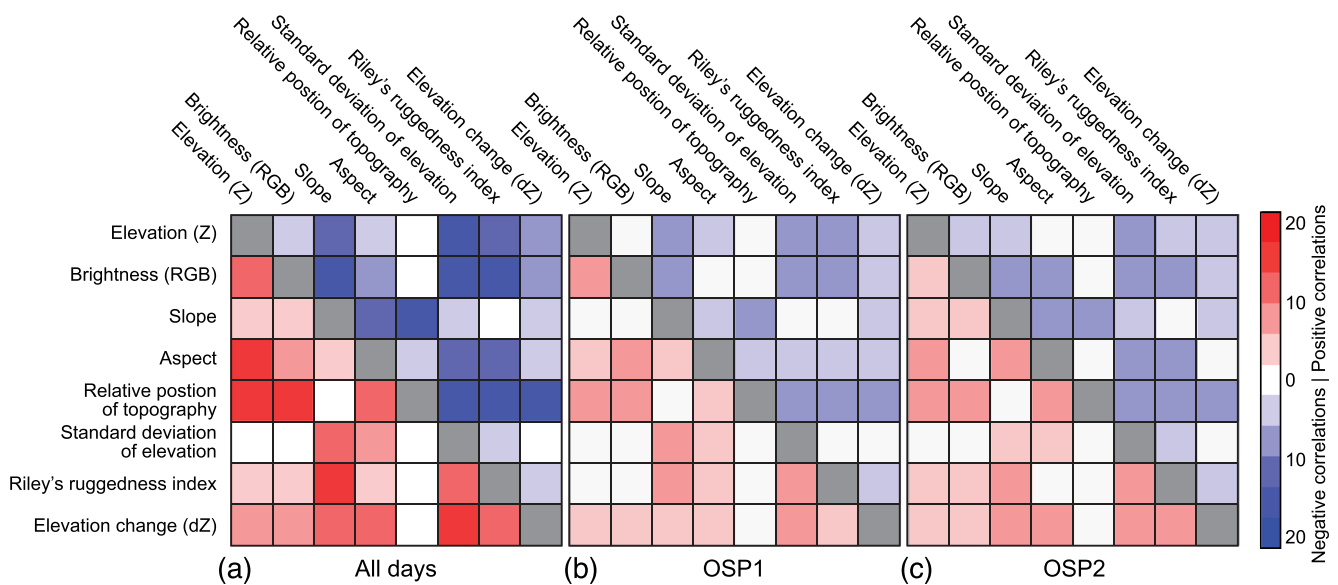 Elevation (Z)
Brightness (RGB)
Slope
Aspect
Relative postion of topography
Standard deviation of elevation
Riley's ruggedness index
Elevation change (dZ)
Elevation (Z)
Brightness (RGB)
Slope
Aspect
Relative postion of topography
Standard deviation of elevation
Riley's ruggedness index
Elevation change (dZ)
Elevation (Z)
Brightness (RGB)
Slope
Aspect
Relative postion of topography
Standard deviation of elevation
Riley's ruggedness index
Elevation change (dZ)
Elevation (Z)
Brightness (RGB)
Slope
Aspect
Relative postion
of topography
Standard deviation
of elevation
Riley's ruggedness index
Elevation change (dZ)
20
10
0
10
20
Negative correlations | Positive correlations
(a) All days
(b) OSP1
(c) OSP2